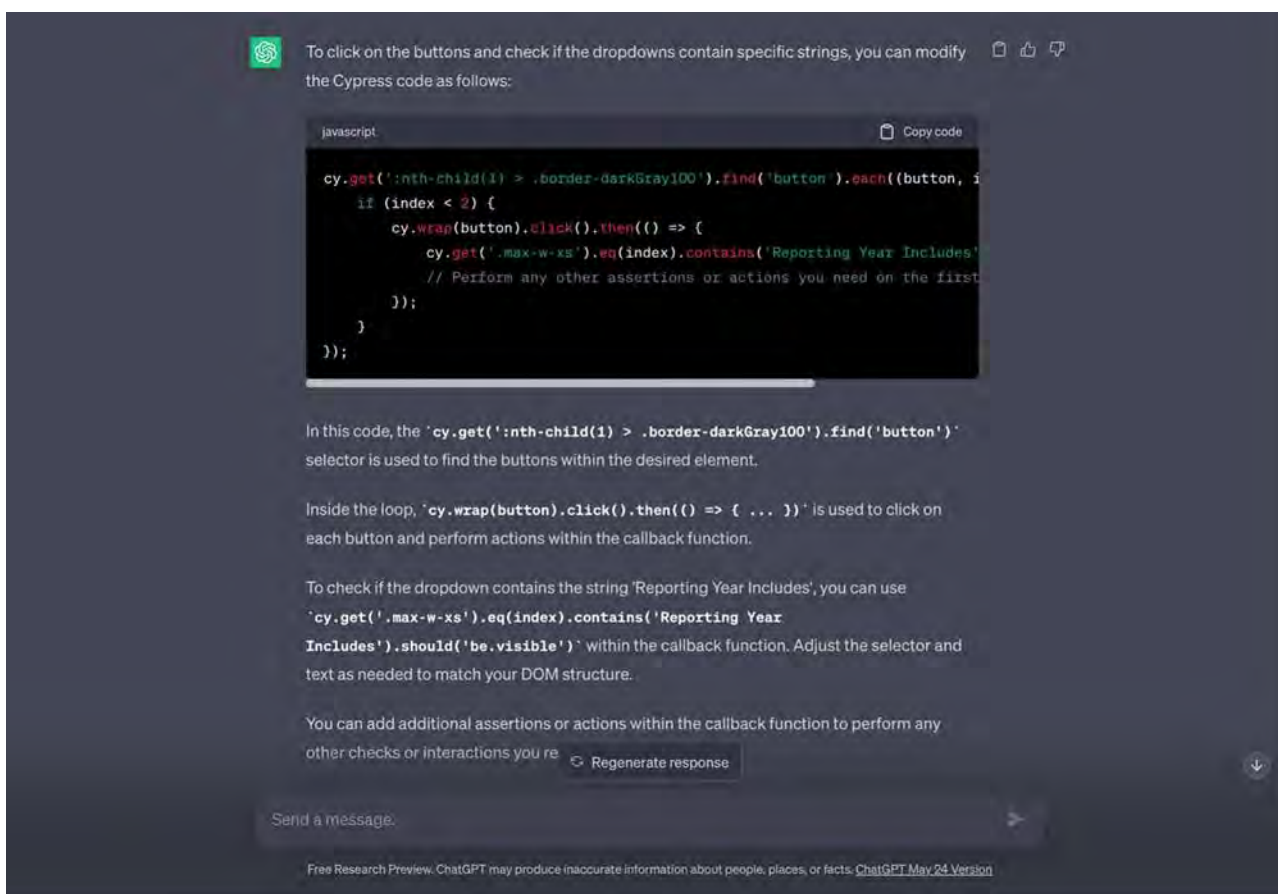 To click on the buttons and check if the dropdowns contain specific strings, you can modify
the Cypress code as follows:
javascript
Copy code
cy.get(':nth-child(1) > .border-darkGray100').find('button').each((button, i
if (index < 2) {
cy.wrap(button).click().then(() => {
cy.get('.max-w-xs').eq(index).contains('Reporting Year Includes'
// Perform any other assertions or actions you need on the first
});
}
});
In this code, the `cy.get(':nth-child(1) > .border-darkGray100').find('button')`
selector is used to find the buttons within the desired element.
Inside the loop, `cy.wrap(button).click().then(() => { ... })` is used to click on
each button and perform actions within the callback function.
To check if the dropdown contains the string 'Reporting Year Includes', you can use
`cy.get('.max-w-xs').eq(index).contains('Reporting Year
Includes').should('be.visible')` within the callback function. Adjust the selector and
text as needed to match your DOM structure.
You can add additional assertions or actions within the callback function to perform any
other checks or interactions you re
Regenerate response
Send a message.
Free Research Preview. ChatGPT may produce inaccurate information about people, places, or facts. ChatGPT May 24 Version